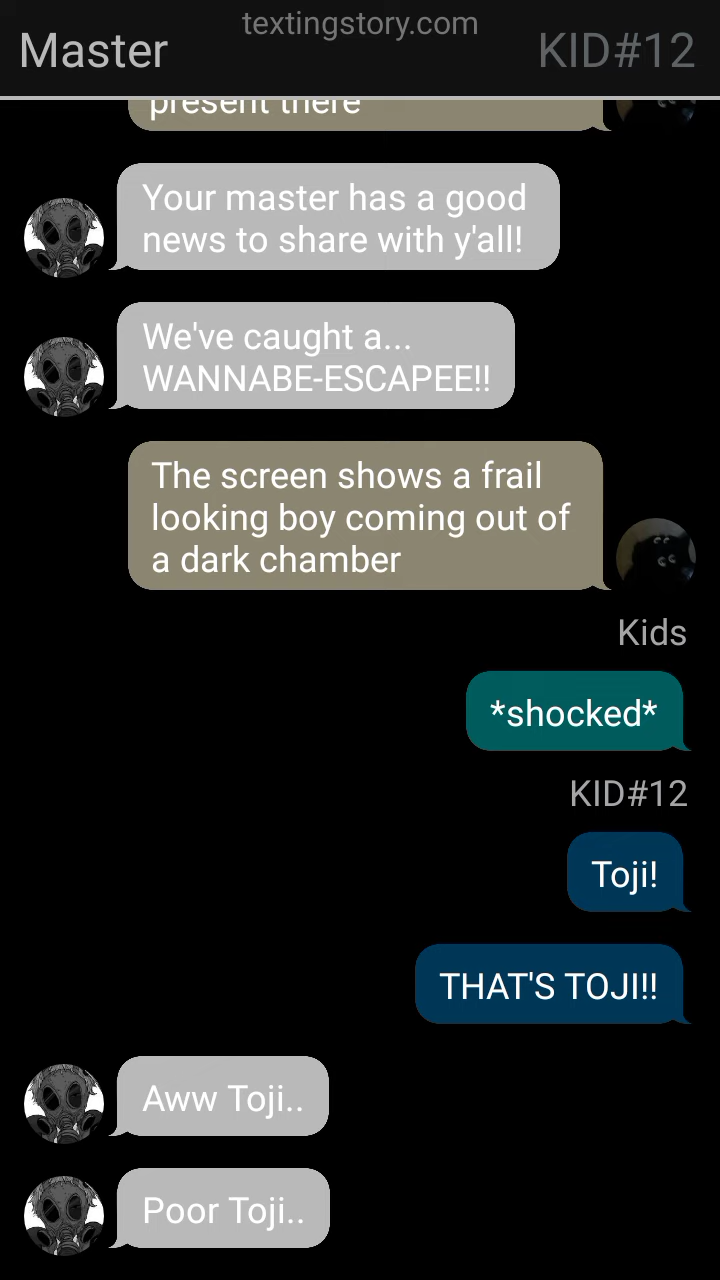 textingstory.com
Master
KID#12
present there
Your master has a good
news to share with y'all!
We've caught a...
WANNABE-ESCAPEE!!
The screen shows a frail
looking boy coming out of
a dark chamber
Kids
*shocked*
KID#12
Toji!
THAT'S TOJI!!
Aww Toji..
Poor Toji..